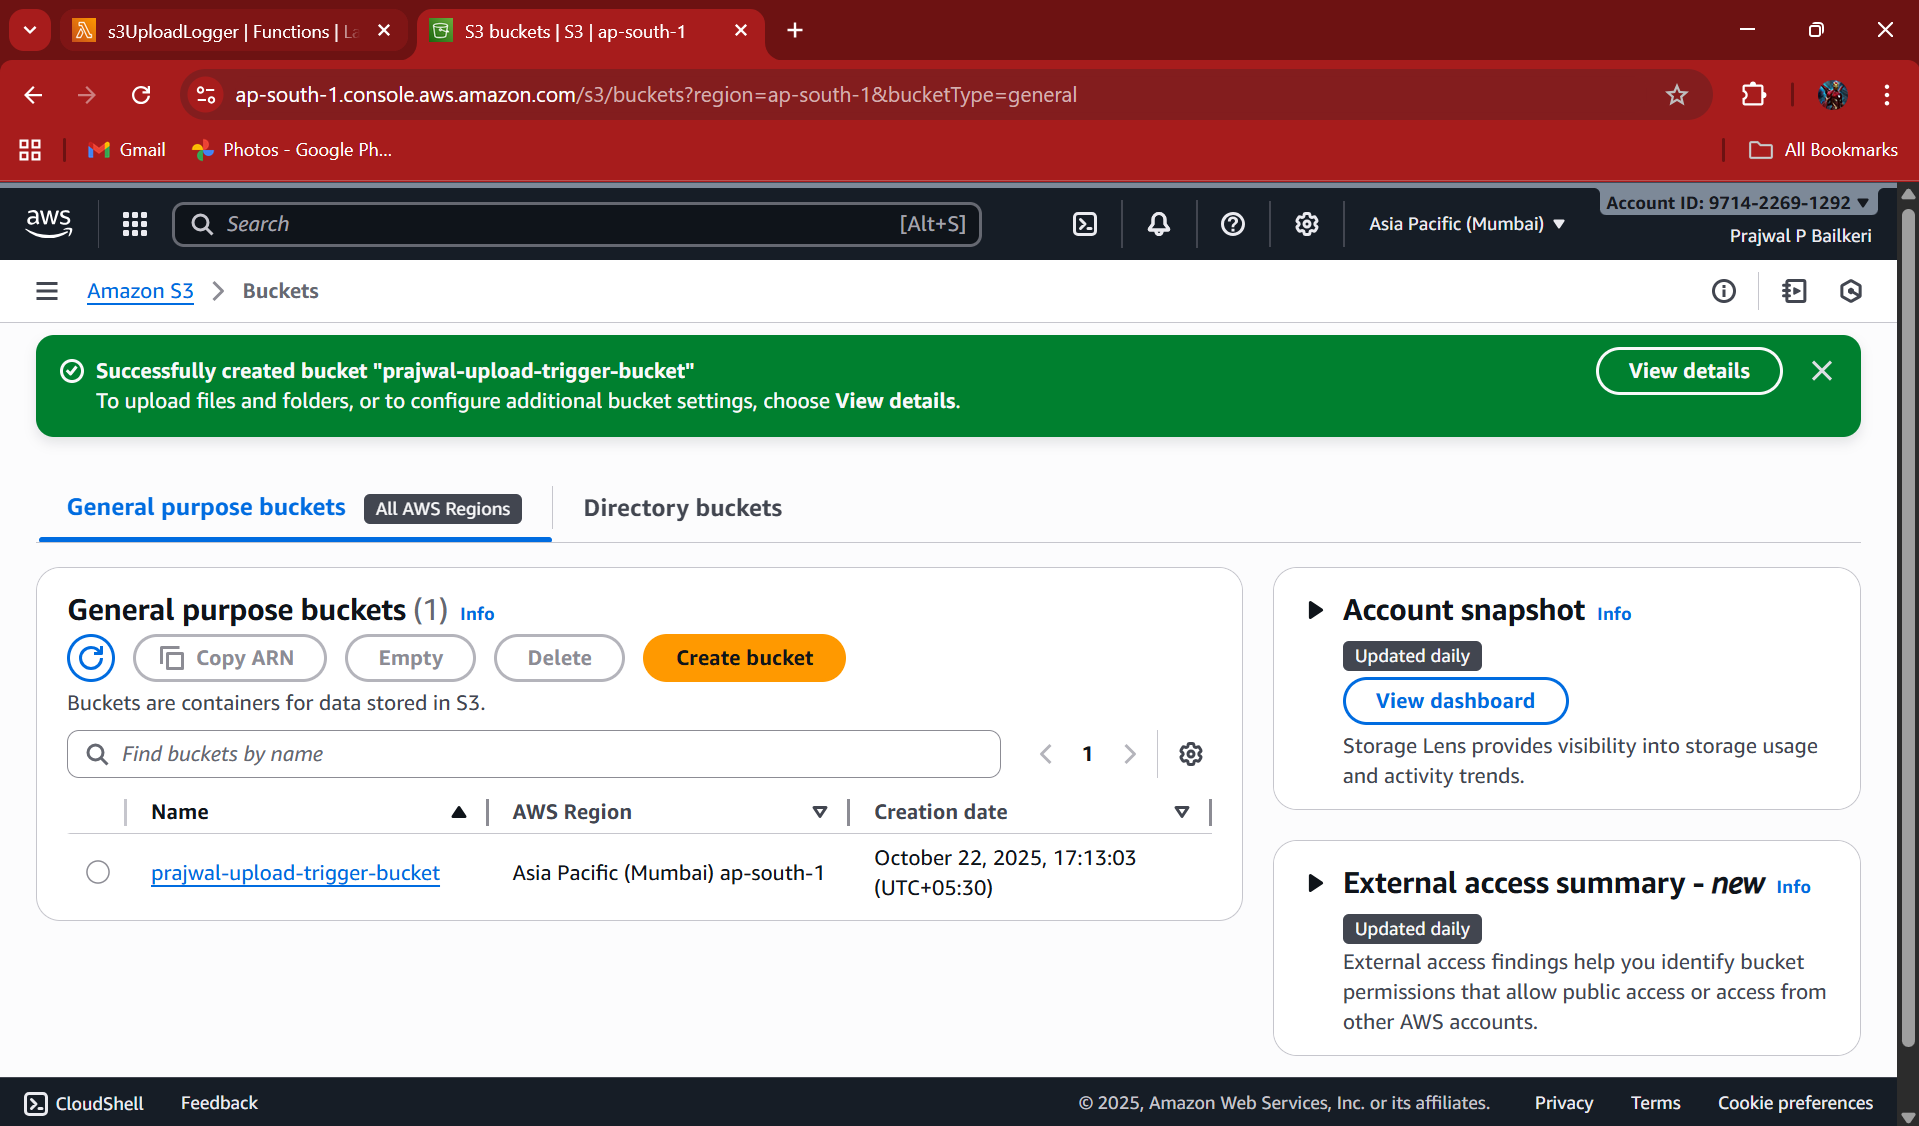 s3UploadLogger | Functions | La
S3 buckets | S3 | ap-south-1
ap-south-1.console.aws.amazon.com/s3/buckets?region=ap-south-1&bucketType=general
Gmail
Photos - Google Ph...
All Bookmarks
aws
Search
[Alt+S]
Asia Pacific (Mumbai) ▼
Account ID: 9714-2269-1292 ▼
Prajwal P Bailkeri
Amazon S3 > Buckets
Successfully created bucket "prajwal-upload-trigger-bucket"
To upload files and folders, or to configure additional bucket settings, choose View details.
View details
General purpose buckets All AWS Regions
Directory buckets
General purpose buckets (1) Info
Copy ARN
Empty
Delete
Create bucket
Buckets are containers for data stored in S3.
Find buckets by name
1
Name
AWS Region
Creation date
prajwal-upload-trigger-bucket
Asia Pacific (Mumbai) ap-south-1
October 22, 2025, 17:13:03
(UTC+05:30)
Account snapshot Info
Updated daily
View dashboard
Storage Lens provides visibility into storage usage
and activity trends.
External access summary - new Info
Updated daily
External access findings help you identify bucket
permissions that allow public access or access from
other AWS accounts.
CloudShell
Feedback
© 2025, Amazon Web Services, Inc. or its affiliates.
Privacy
Terms
Cookie preferences